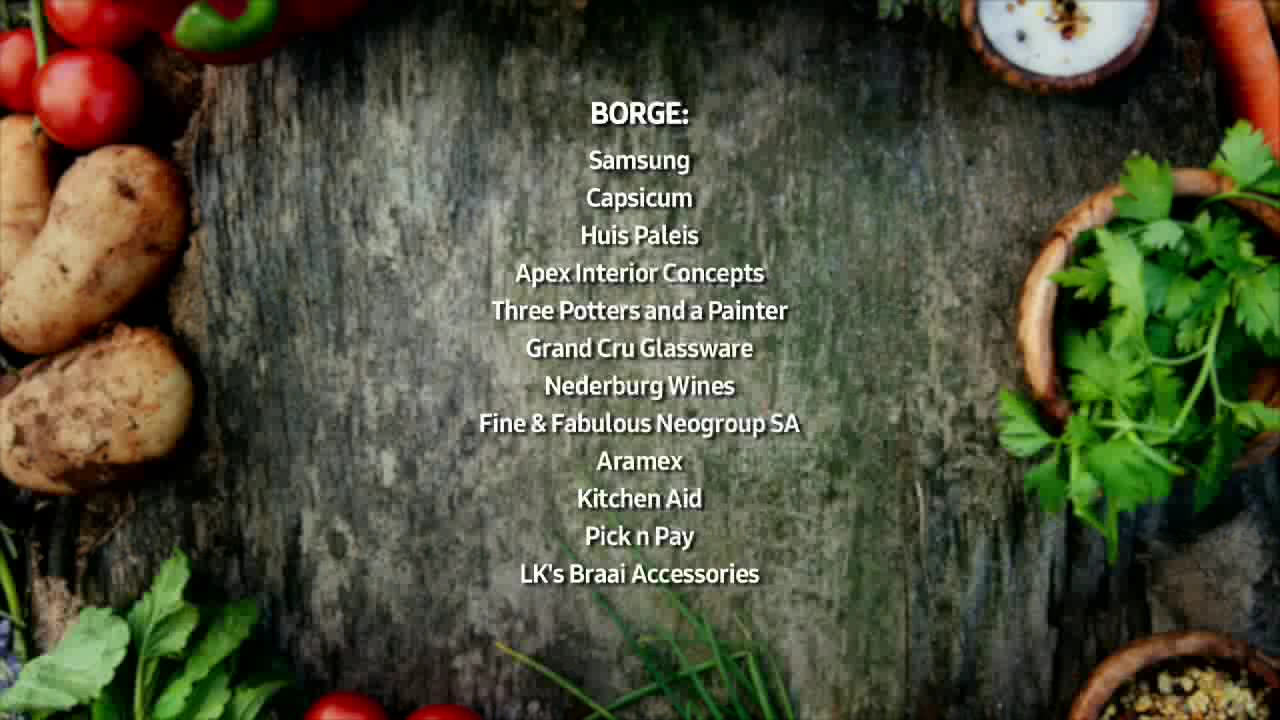 BORGE:
Samsung
Capsicum
Huis Paleis
Apex Interior Concepts
Three Potters and a Painter
Grand Cru Glassware
Nederburg Wines
Fine & Fabulous Neogroup SA
Aramex
Kitchen Aid
Pick n Pay
LK's Braai Accessories